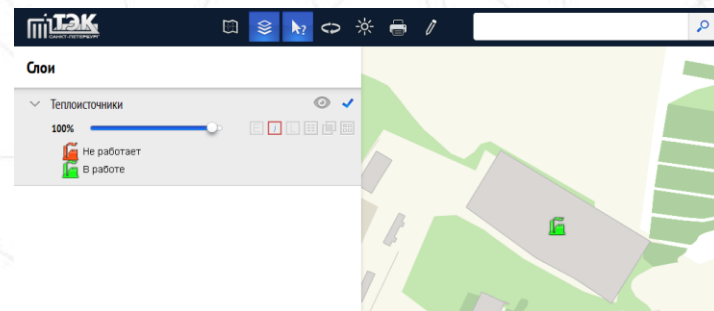 ТЭК
САНКТ-ПЕТЕРБУРГ
Слои
Теплоисточники
100%
Не работает
В работе